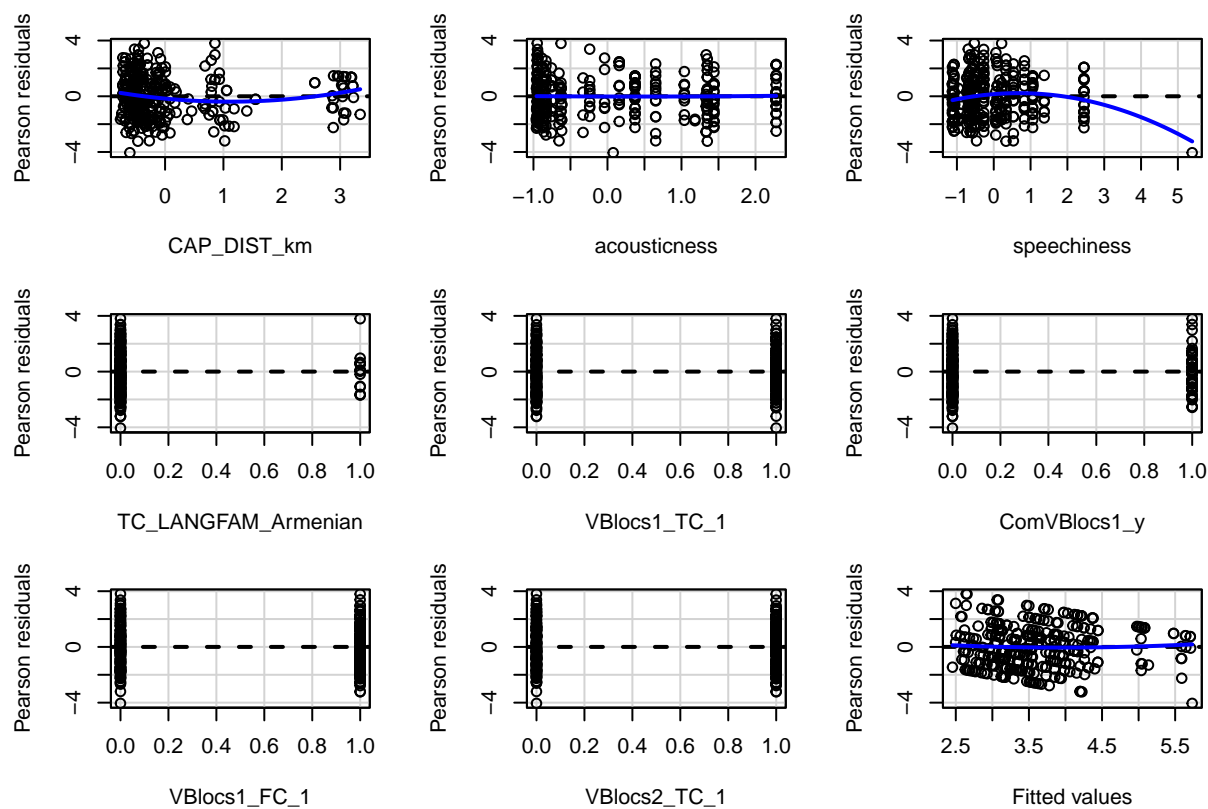 Pearson residuals
4
0
−4
0 1 2 3
CAP_DIST_km
Pearson residuals
4
0
−4
−1.0 0.0 1.0 2.0
acousticness
Pearson residuals
4
0
−4
−1 0 1 2 3 4 5
speechiness
Pearson residuals
4
0
−4
0.0 0.2 0.4 0.6 0.8 1.0
TC_LANGFAM_Armenian
Pearson residuals
4
0
−4
0.0 0.2 0.4 0.6 0.8 1.0
VBlocs1_TC_1
Pearson residuals
4
0
−4
0.0 0.2 0.4 0.6 0.8 1.0
ComVBlocs1_y
Pearson residuals
4
0
−4
0.0 0.2 0.4 0.6 0.8 1.0
VBlocs1_FC_1
Pearson residuals
4
0
−4
0.0 0.2 0.4 0.6 0.8 1.0
VBlocs2_TC_1
Pearson residuals
4
0
−4
2.5 3.5 4.5 5.5
Fitted values